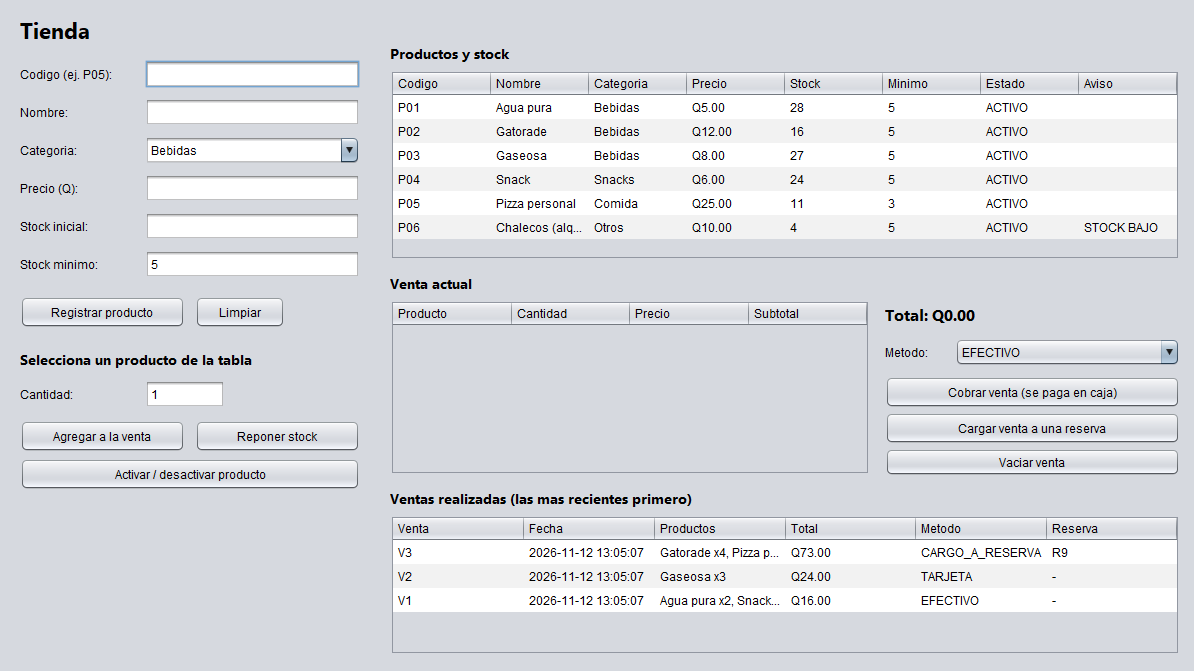 Tienda
Codigo (ej. P05):
Nombre:
Categoria: Bebidas
Precio (Q):
Stock inicial:
Stock minimo: 5
Registrar producto Limpiar
Selecciona un producto de la tabla
Cantidad: 1
Agregar a la venta Reponer stock
Activar / desactivar producto
Productos y stock
Codigo Nombre Categoria Precio Stock Minimo Estado Aviso
P01 Agua pura Bebidas Q5.00 28 5 ACTIVO
P02 Gatorade Bebidas Q12.00 16 5 ACTIVO
P03 Gaseosa Bebidas Q8.00 27 5 ACTIVO
P04 Snack Snacks Q6.00 24 5 ACTIVO
P05 Pizza personal Comida Q25.00 11 3 ACTIVO
P06 Chalecos (alq... Otros Q10.00 4 5 ACTIVO STOCK BAJO
Venta actual
Producto Cantidad Precio Subtotal
Total: Q0.00
Metodo: EFECTIVO
Cobrar venta (se paga en caja)
Cargar venta a una reserva
Vaciar venta
Ventas realizadas (las mas recientes primero)
Venta Fecha Productos Total Metodo Reserva
V3 2026-11-12 13:05:07 Gatorade x4, Pizza p... Q73.00 CARGO_A_RESERVA R9
V2 2026-11-12 13:05:07 Gaseosa x3 Q24.00 TARJETA -
V1 2026-11-12 13:05:07 Agua pura x2, Snack... Q16.00 EFECTIVO -